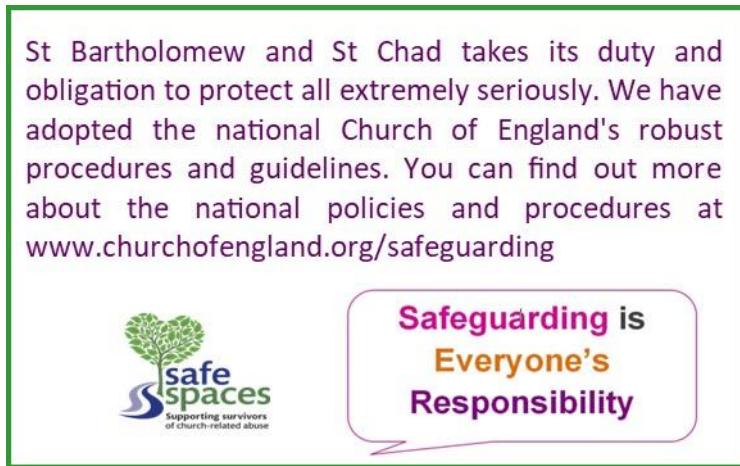 St Bartholomew and St Chad takes its duty and
obligation to protect all extremely seriously. We have
adopted the national Church of England's robust
procedures and guidelines. You can find out more
about the national policies and procedures at
www.churchofengland.org/safeguarding
safe
spaces
Supporting survivors
of church-related abuse
Safeguarding is
Everyone’s
Responsibility